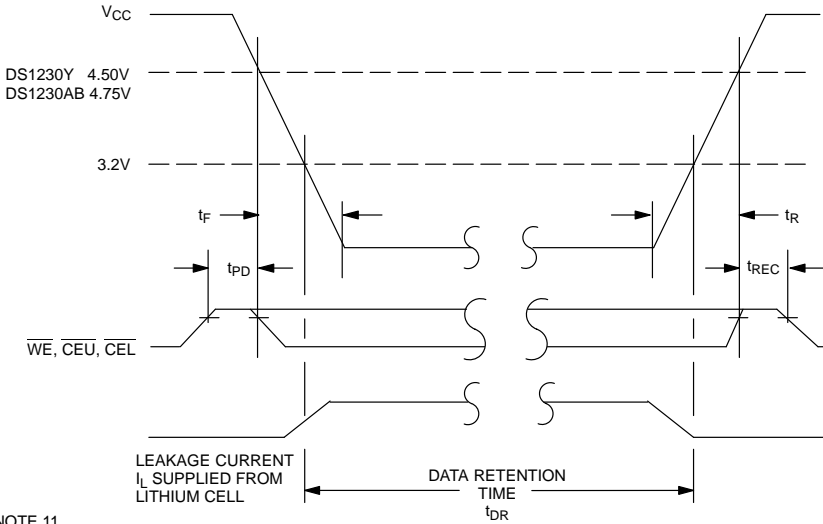 VCC
DS1230Y 4.50V
DS1230AB 4.75V
3.2V
tF
tR
tPD
tREC
WE, CEU, CEL
LEAKAGE CURRENT
IL SUPPLIED FROM
LITHIUM CELL
DATA RETENTION
TIME
tDR
NOTE 11